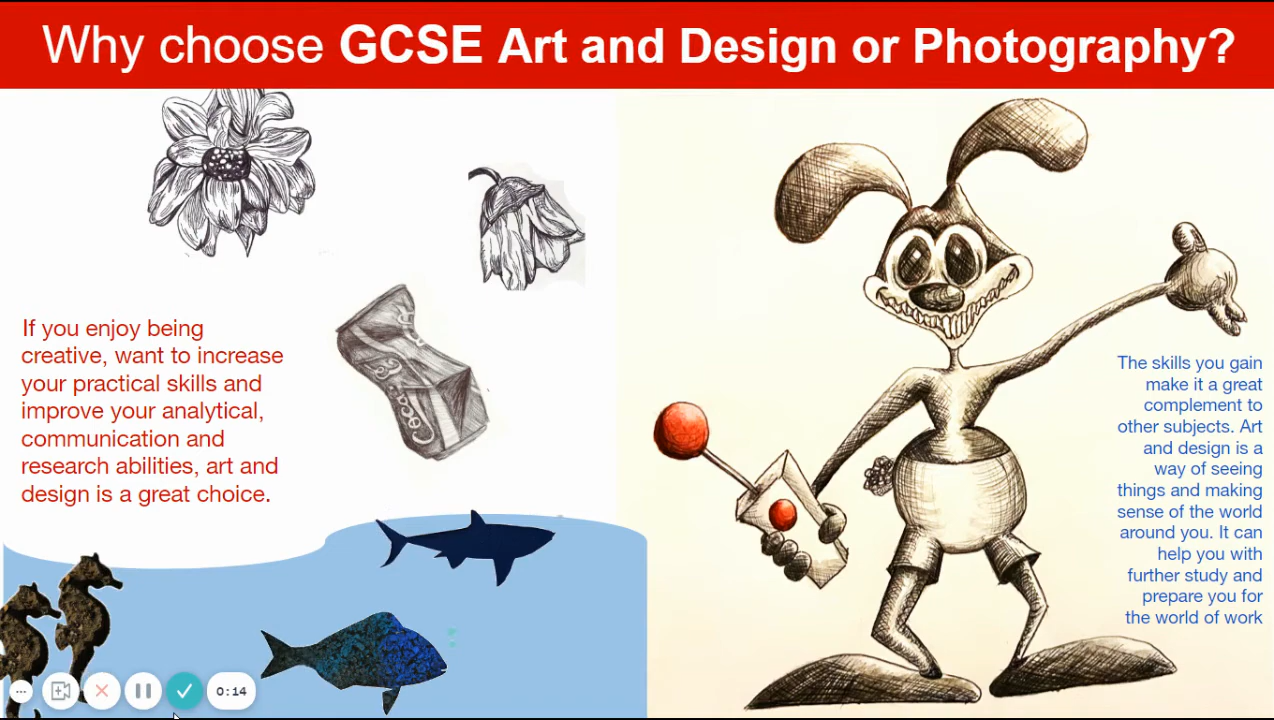 Why choose GCSE Art and Design or Photography?
If you enjoy being
creative, want to increase
your practical skills and
improve your analytical,
communication and
research abilities, art and
design is a great choice.
Coca-
The skills you gain
make it a great
complement to
other subjects. Art
and design is a
way of seeing
things and making
sense of the world
around you. It can
help you with
further study and
prepare you for
the world of work
0:14